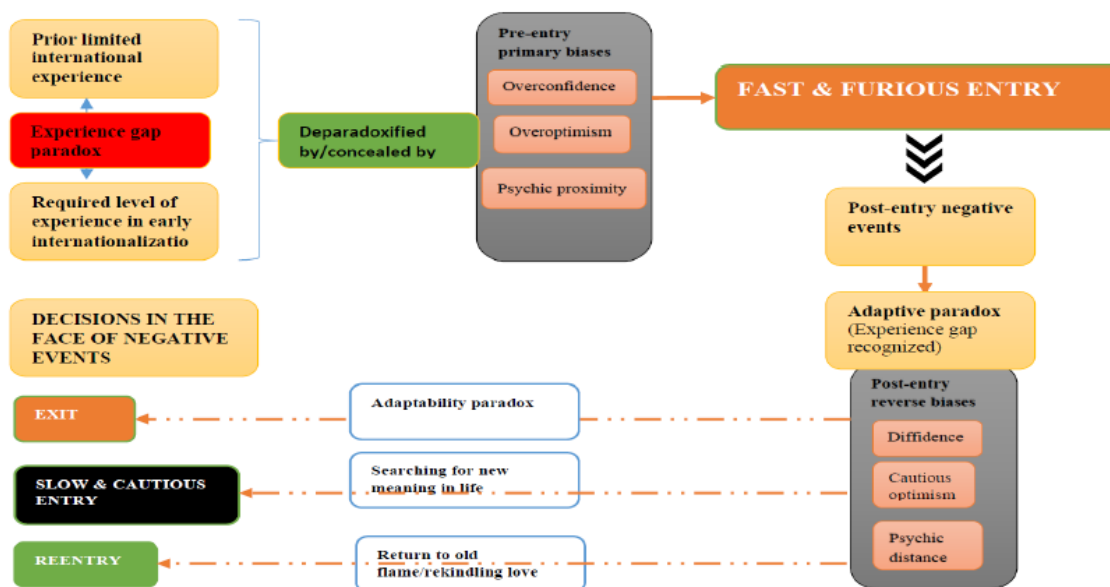 Prior limited
international
experience
Experience gap
paradox
Required level of
experience in early
internationalizatio
Deparadoxified
by/concealed by
Pre-entry
primary biases
Overconfidence
Overoptimism
Psychic proximity
FAST & FURIOUS ENTRY
Post-entry negative
events
Adaptive paradox
(Experience gap
recognized)
Post-entry
reverse biases
Diffidence
Cautious
optimism
Psychic
distance
DECISIONS IN THE
FACE OF NEGATIVE
EVENTS
EXIT
Adaptability paradox
SLOW & CAUTIOUS
ENTRY
Searching for new
meaning in life
REENTRY
Return to old
flame/rekindling love